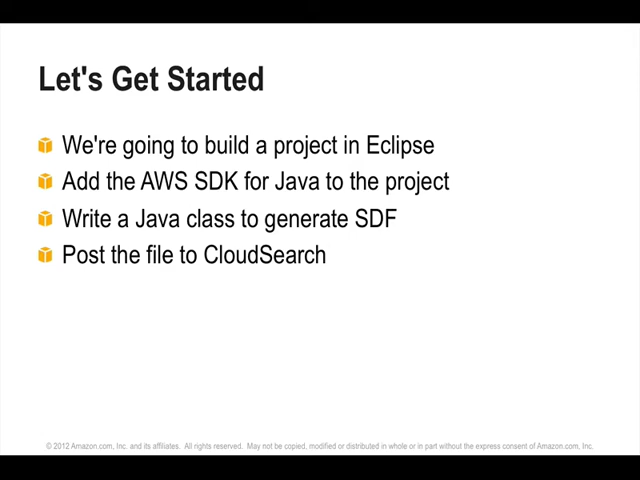 Let's Get Started
We're going to build a project in Eclipse
Add the AWS SDK for Java to the project
Write a Java class to generate SDF
Post the file to CloudSearch
© 2012 Amazon.com, Inc. and its affiliates. All rights reserved. May not be copied, modified or distributed in whole or in part without the express consent of Amazon.com, Inc.